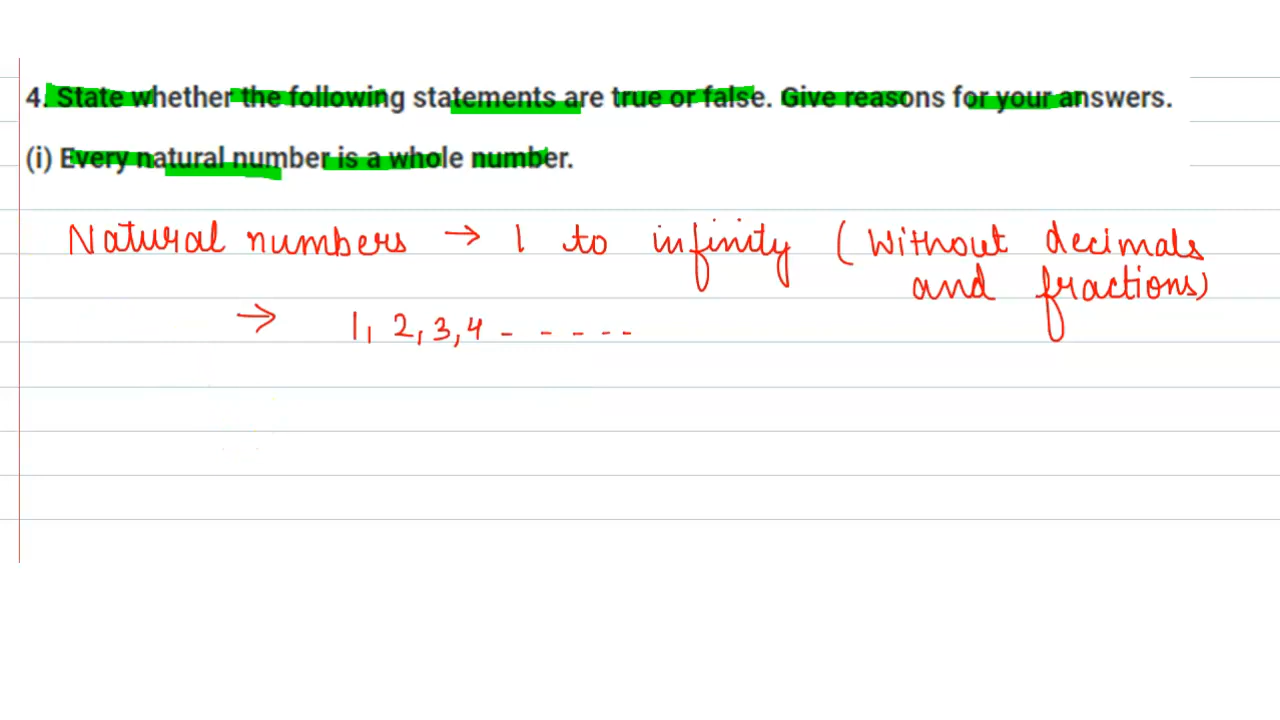 4. State whether the following statements are true or false. Give reasons for your answers.
(i) Every natural number is a whole number.
Natural numbers → 1 to infinity (Without decimals
and fractions)
→ 1, 2, 3, 4 - - - - -